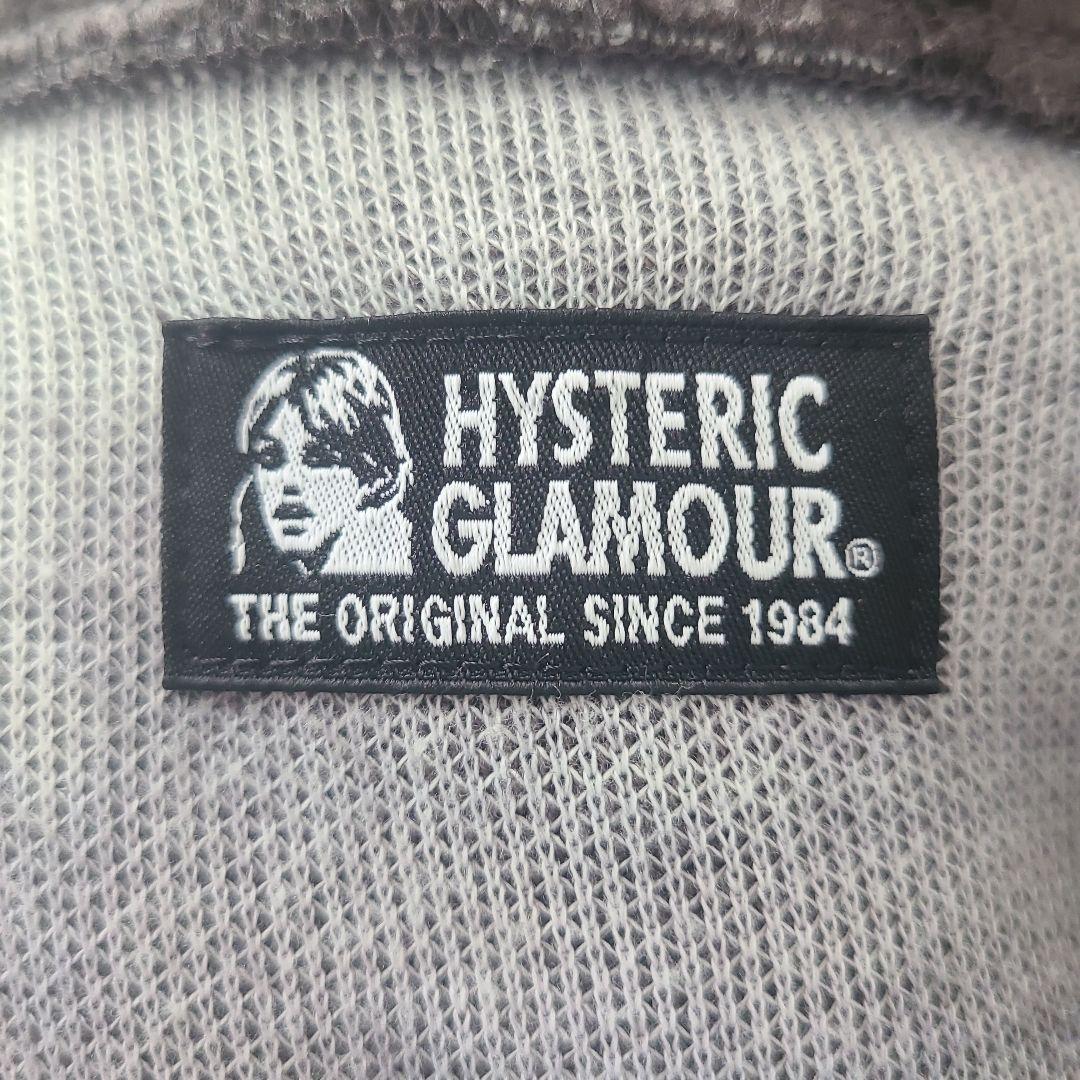 HYSTERIC
GLAMOUR®
THE ORIGINAL SINCE 1984